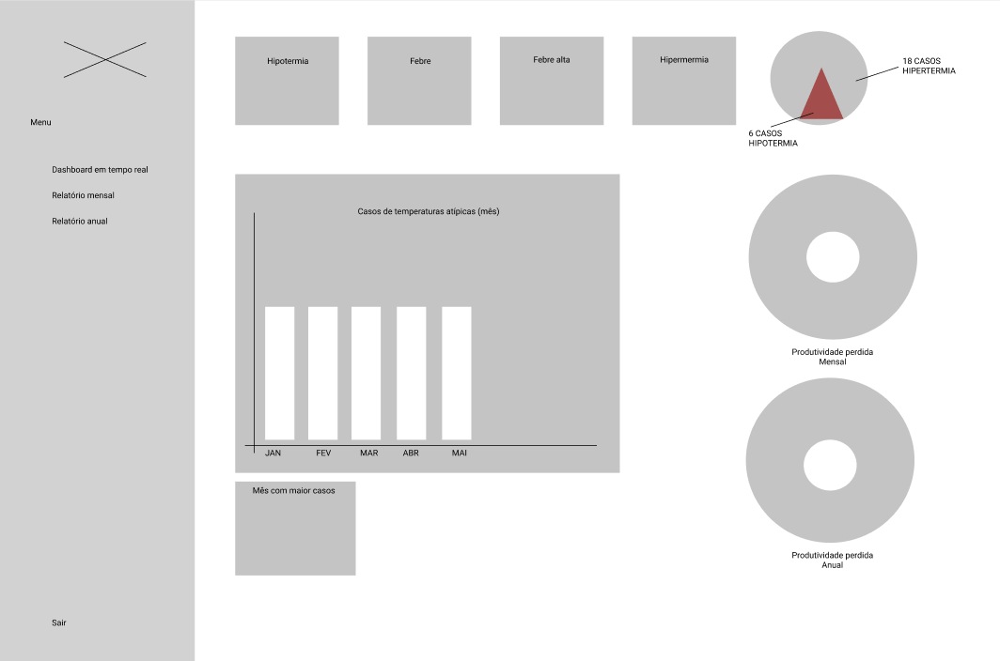 Menu
Dashboard em tempo real
Relatório mensal
Relatório anual
Sair
Hipotermia
Febre
Febre alta
Hipermermia
18 CASOS
HIPERTERMIA
6 CASOS
HIPOTERMIA
Casos de temperaturas atípicas (mês)
JAN FEV MAR ABR MAI
Mês com maior casos
Produtividade perdida
Mensal
Produtividade perdida
Anual